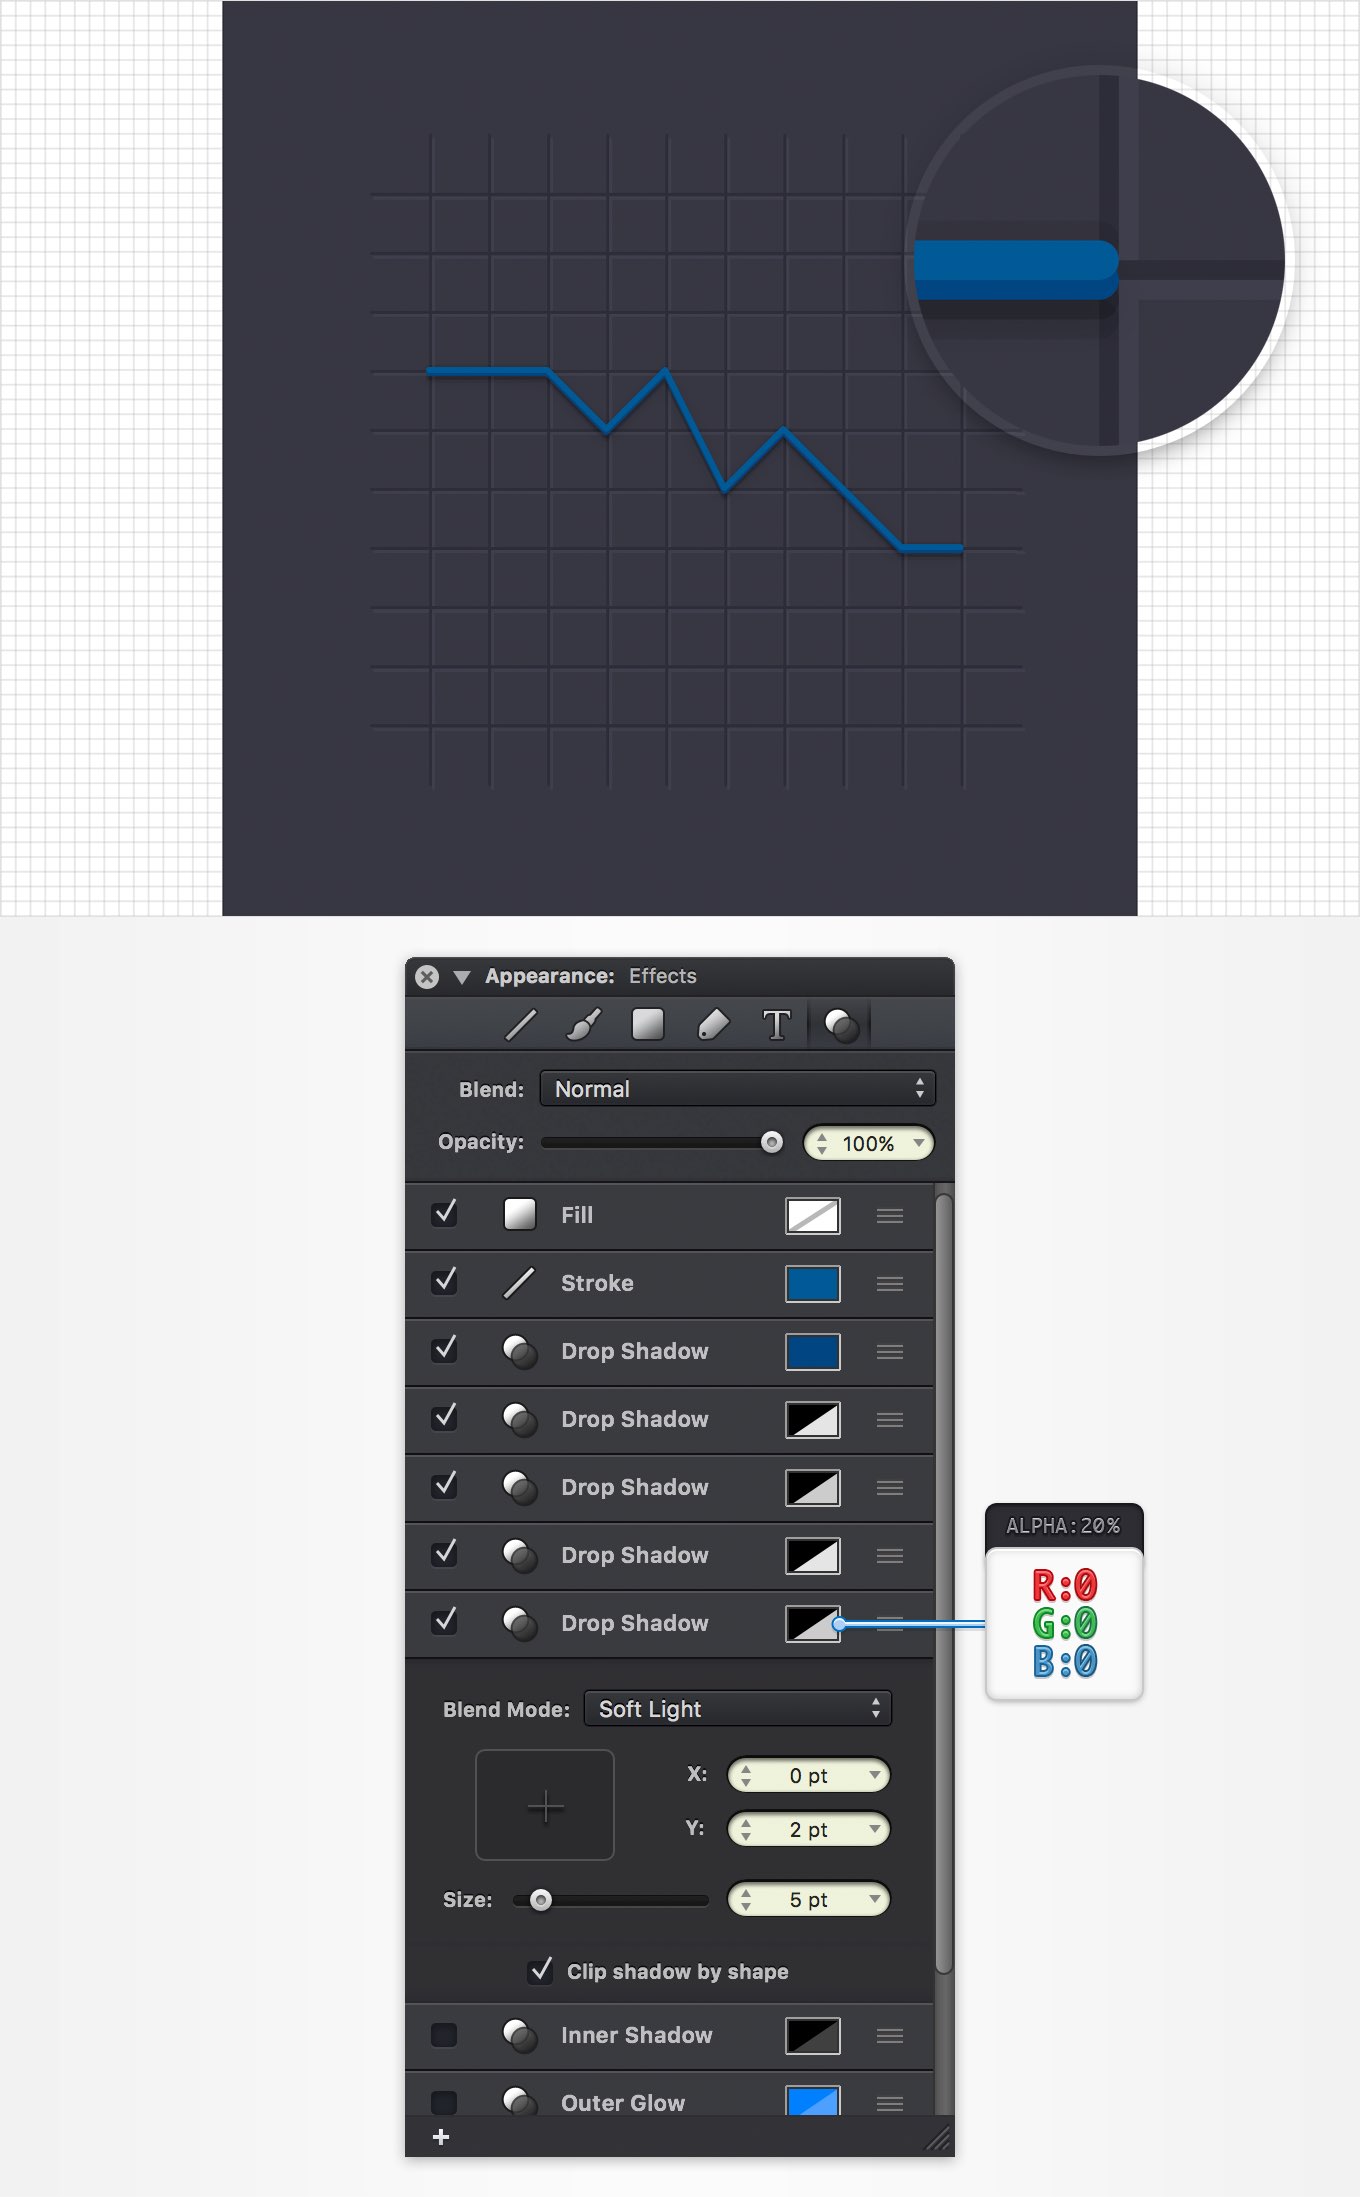 Appearance: Effects
T
Blend: Normal
Opacity: 100%
Fill
Stroke
Drop Shadow
Drop Shadow
Drop Shadow
Drop Shadow
Drop Shadow
ALPHA:20%
R:0
G:0
B:0
Blend Mode: Soft Light
X: 0 pt
Y: 2 pt
Size: 5 pt
Clip shadow by shape
Inner Shadow
Outer Glow